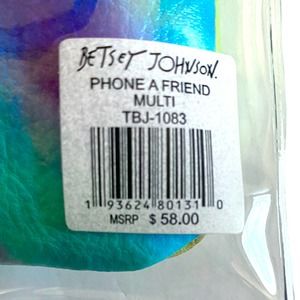 BETSEY JOHNSON.
PHONE A FRIEND
MULTI
TBJ-1083
1 93624 80131 0
MSRP $ 58.00